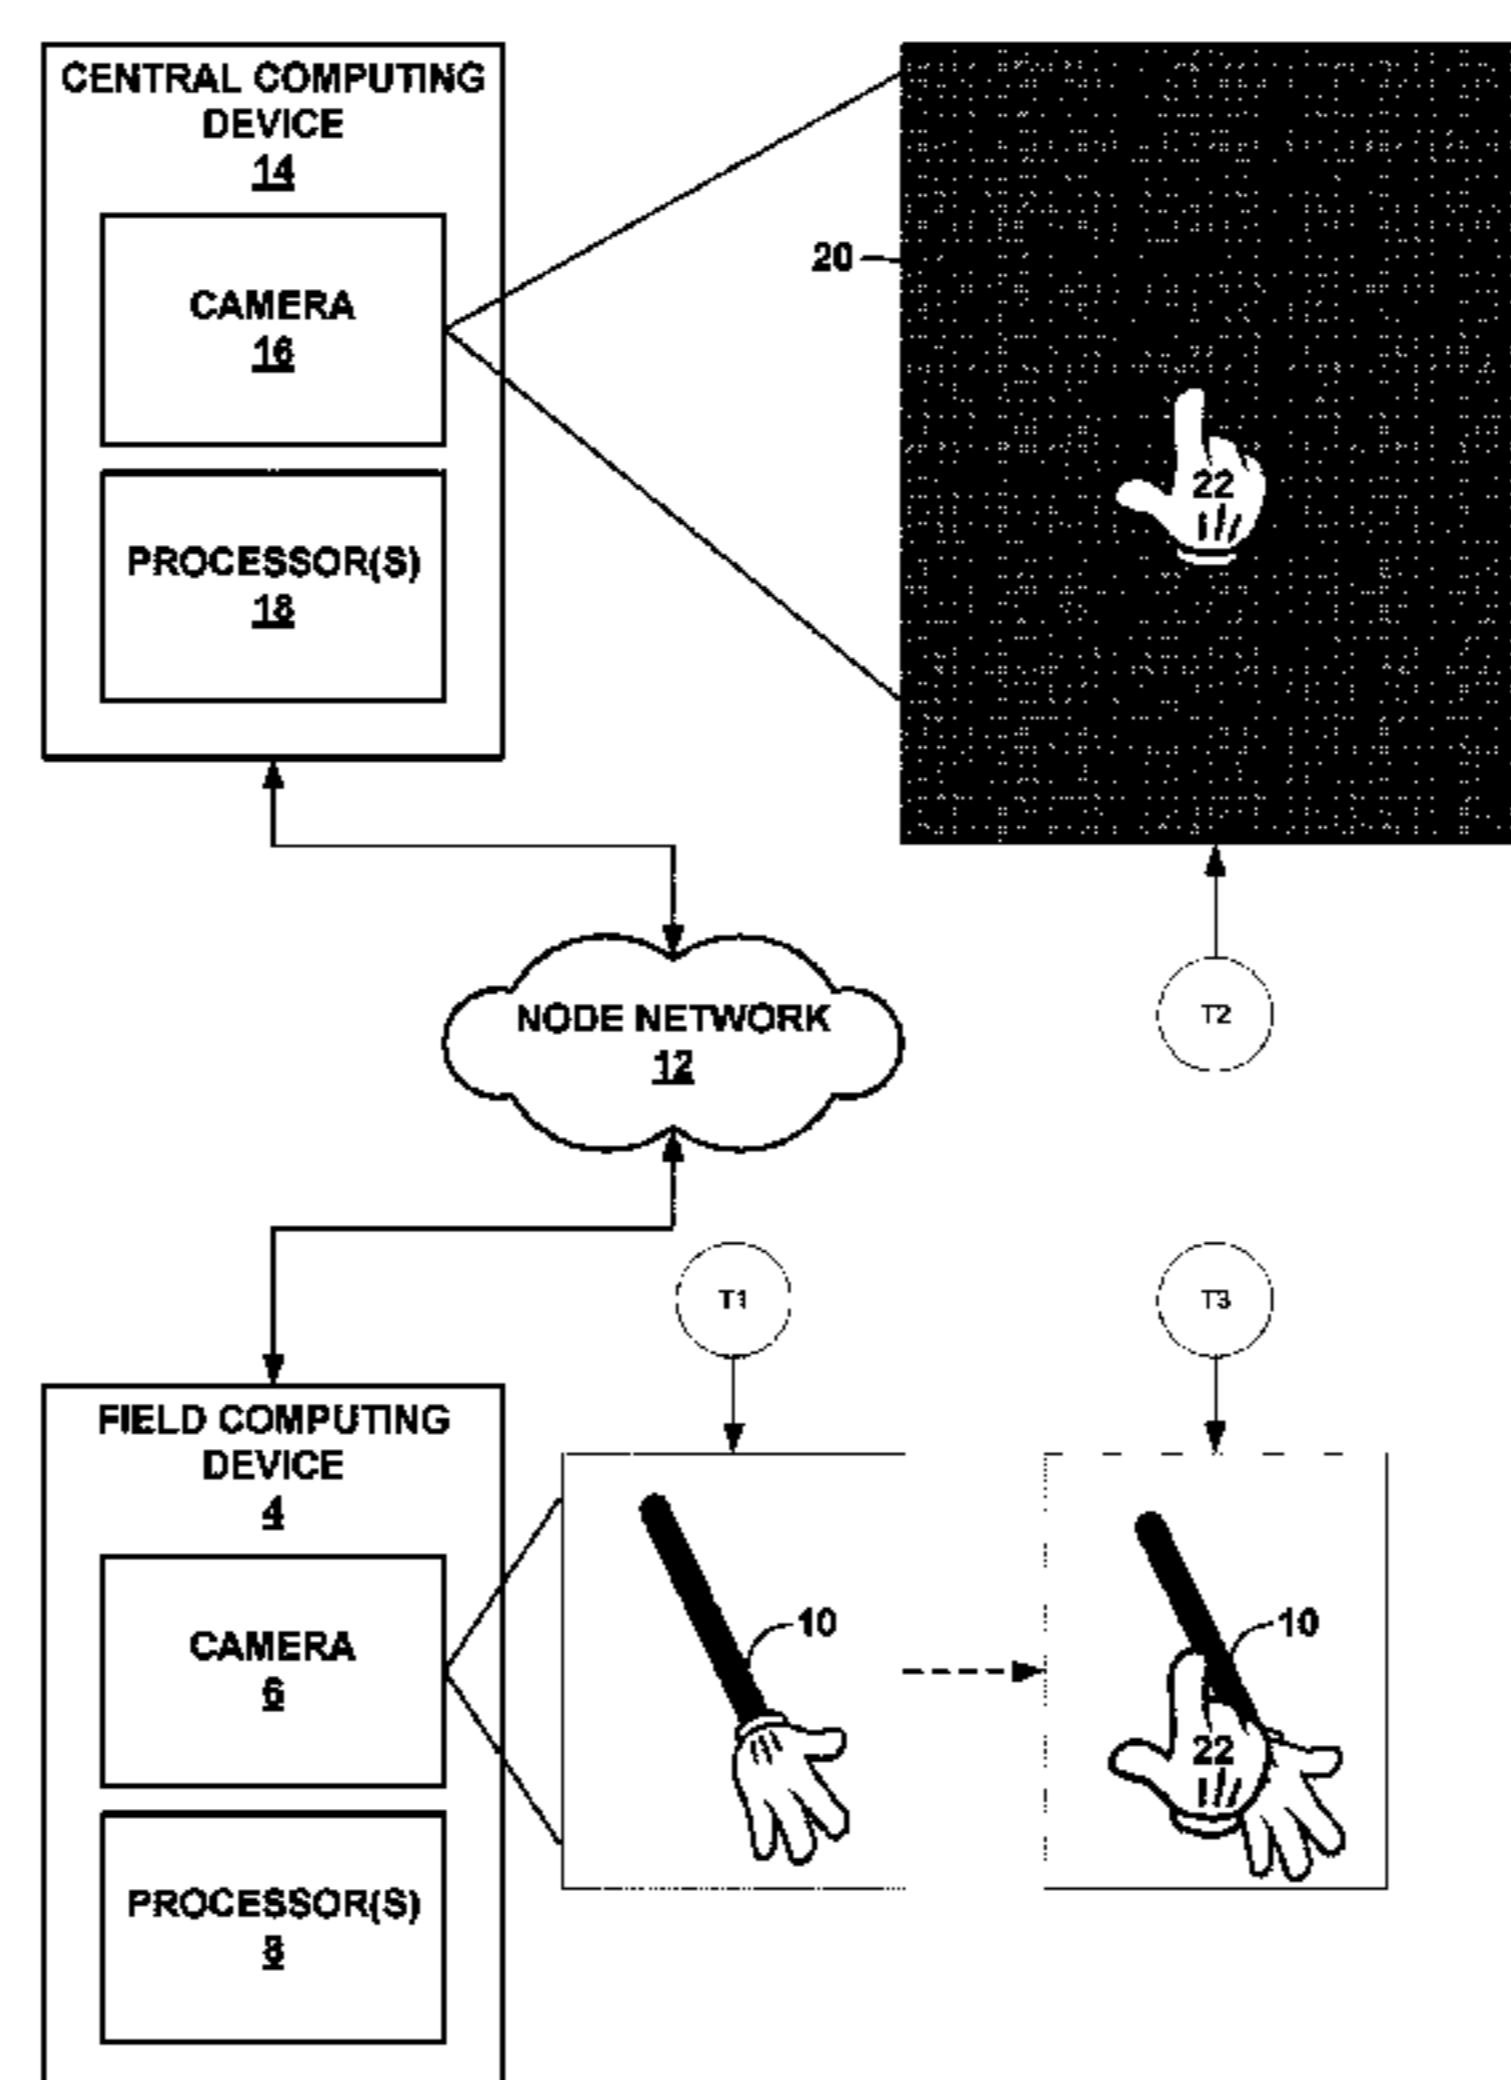 CENTRAL COMPUTING
DEVICE
14
CAMERA
16
PROCESSOR(S)
18
20
22
NODE NETWORK
12
T2
T1
T3
FIELD COMPUTING
DEVICE
4
CAMERA
6
PROCESSOR(S)
8
10
10
22